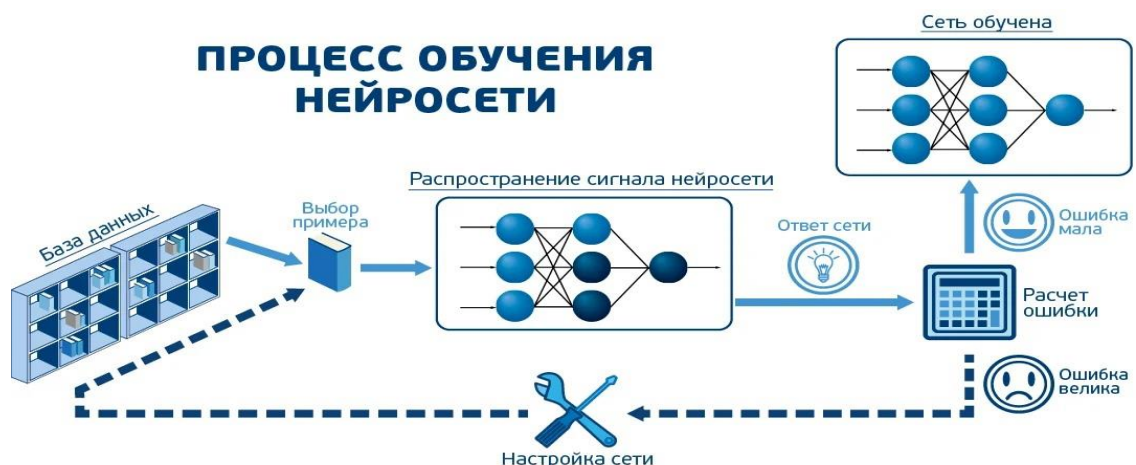 Сеть обучена
ПРОЦЕСС ОБУЧЕНИЯ
НЕЙРОСЕТИ
Распространение сигнала нейросети
База данных
Выбор
примера
Ответ сети
Ошибка
мала
Расчет
ошибки
Ошибка
велика
Настройка сети